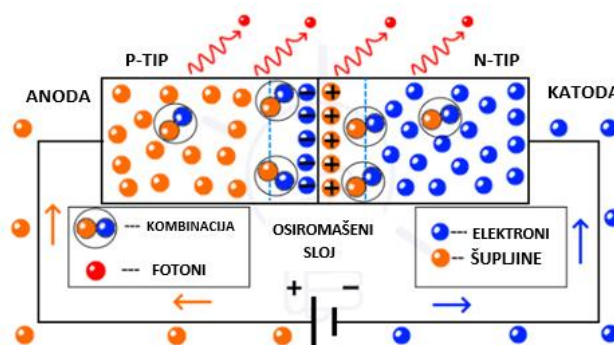 P-TIP
N-TIP
ANODA
KATODA
--- KOMBINACIJA
--- FOTONI
OSIROMAŠENI
SLOJ
--- ELEKTRONI
-- ŠUPLJINE
+ −